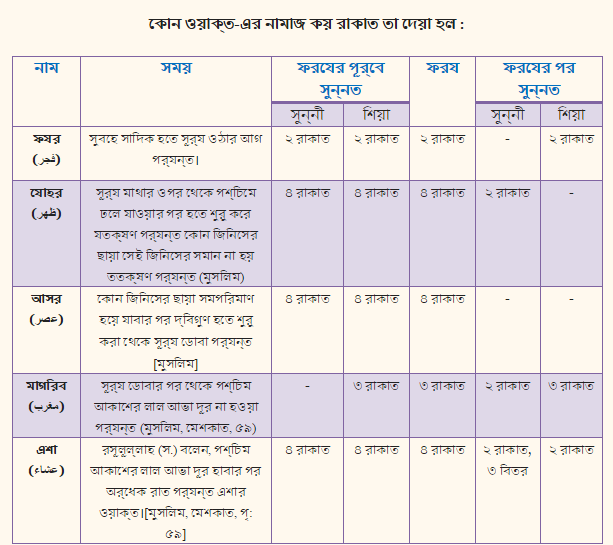 কোন ওয়াক্ত-এর নামাজ কয় রাকাত তা দেয়া হল :
নাম সময় ফরযের পূর্বে সুন্নত ফরয ফরযের পর সুন্নত
সুন্নী শিয়া সুন্নী শিয়া
ফযর (فجر) সুবহে সাদিক হতে সূর্য ওঠার আগ পর্যন্ত। ২ রাকাত ২ রাকাত ২ রাকাত - ২ রাকাত
যোহর (ظهر) সূর্য মাথার ওপর থেকে পশ্চিমে ঢলে যাওয়ার পর হতে শুরু করে যতক্ষণ পর্যন্ত কোন জিনিসের ছায়া সেই জিনিসের সমান না হয় ততক্ষণ পর্যন্ত (মুসলিম) ৪ রাকাত ৪ রাকাত ৪ রাকাত ২ রাকাত -
আসর (عصر) কোন জিনিসের ছায়া সমপরিমাণ হয়ে যাবার পর দ্বিগুণ হতে শুরু করা থেকে সূর্য ডোবা পর্যন্ত [মুসলিম] ৪ রাকাত ৪ রাকাত ৪ রাকাত - -
মাগরিব (مغرب) সূর্য ডোবার পর থেকে পশ্চিম আকাশের লাল আভা দূর না হওয়া পর্যন্ত (মুসলিম, মেশকাত, ৫৯) - ৩ রাকাত ৩ রাকাত ২ রাকাত ৩ রাকাত
এশা (عشاء) রসূলুল্লাহ (স.) বলেন, পশ্চিম আকাশের লাল আভা দূর হাবার পর অর্ধেক রাত পর্যন্ত এশার ওয়াক্ত।[মুসলিম, মেশকাত, পৃ: ৫৯] ৪ রাকাত ৪ রাকাত ৪ রাকাত ২ রাকাত, ৩ বিতর ২ রাকাত